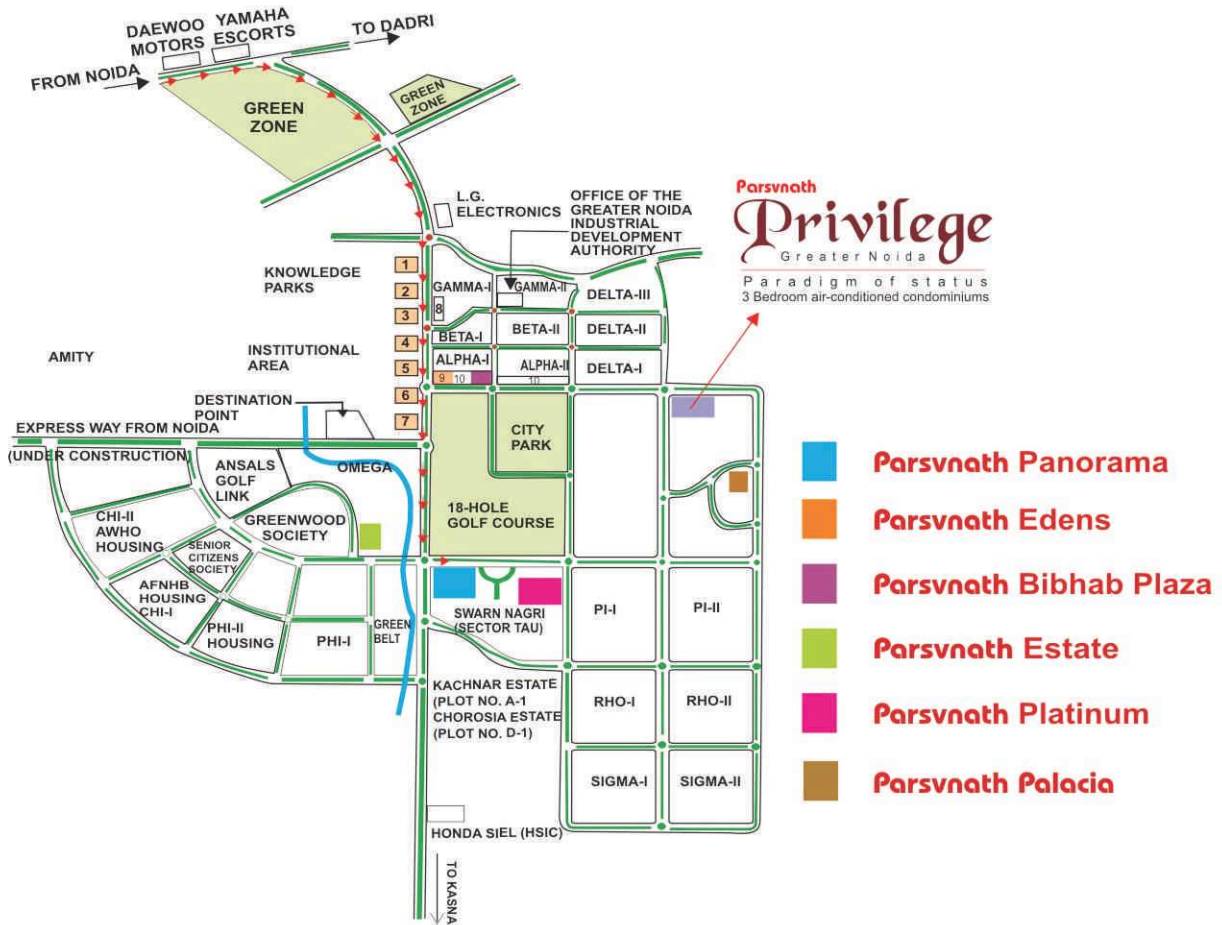 DAEWOO
MOTORS
YAMAHA
ESCORTS
TO DADRI
FROM NOIDA
GREEN
ZONE
GREEN
ZONE
L.G.
ELECTRONICS
OFFICE OF THE
GREATER NOIDA
INDUSTRIAL
DEVELOPMENT
AUTHORITY
Parsvnath
Privilege
Greater Noida
Paradigm of status
3 Bedroom air-conditioned condominiums
KNOWLEDGE
PARKS
1
2
3
4
5
6
7
GAMMA-I
GAMMA-II
DELTA-III
8
BETA-I
BETA-II
DELTA-II
ALPHA-I
ALPHA-II
DELTA-I
9
10
10
AMITY
INSTITUTIONAL
AREA
DESTINATION
POINT
EXPRESS WAY FROM NOIDA
(UNDER CONSTRUCTION)
CITY
PARK
ANSALS
GOLF
LINK
OMEGA
18-HOLE
GOLF COURSE
CHI-II
AWHO
HOUSING
GREENWOOD
SOCIETY
SENIOR
CITIZENS
SOCIETY
AFNHB
HOUSING
CHI-I
PHI-II
HOUSING
PHI-I
GREEN
BELT
SWARN NAGRI
(SECTOR TAU)
PI-I
PI-II
KACHNAR ESTATE
(PLOT NO. A-1
CHOROSIA ESTATE
(PLOT NO. D-1)
RHO-I
RHO-II
SIGMA-I
SIGMA-II
HONDA SIEL (HSIC)
TO KASNA
Parsvnath Panorama
Parsvnath Edens
Parsvnath Bibhab Plaza
Parsvnath Estate
Parsvnath Platinum
Parsvnath Palacia